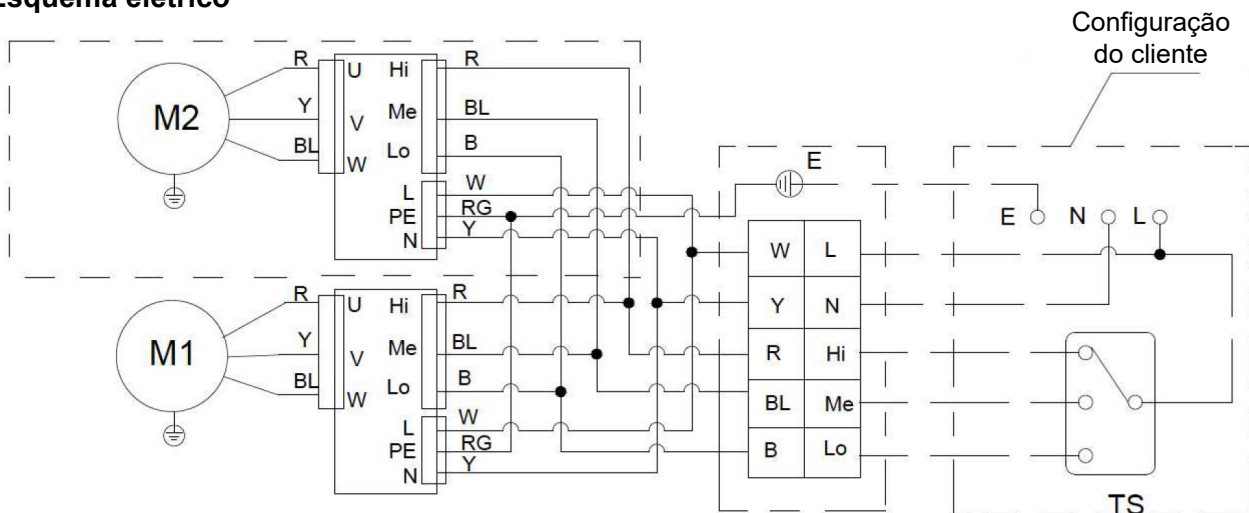 Esquema elétrico
Configuração
do cliente
M2
R
Y
BL
U
V
W
Hi
Me
Lo
L
PE
N
R
BL
B
W
RG
Y
M1
R
Y
BL
U
V
W
Hi
Me
Lo
L
PE
N
R
BL
B
W
RG
Y
E
W L
Y N
R Hi
BL Me
B Lo
E N L
TS